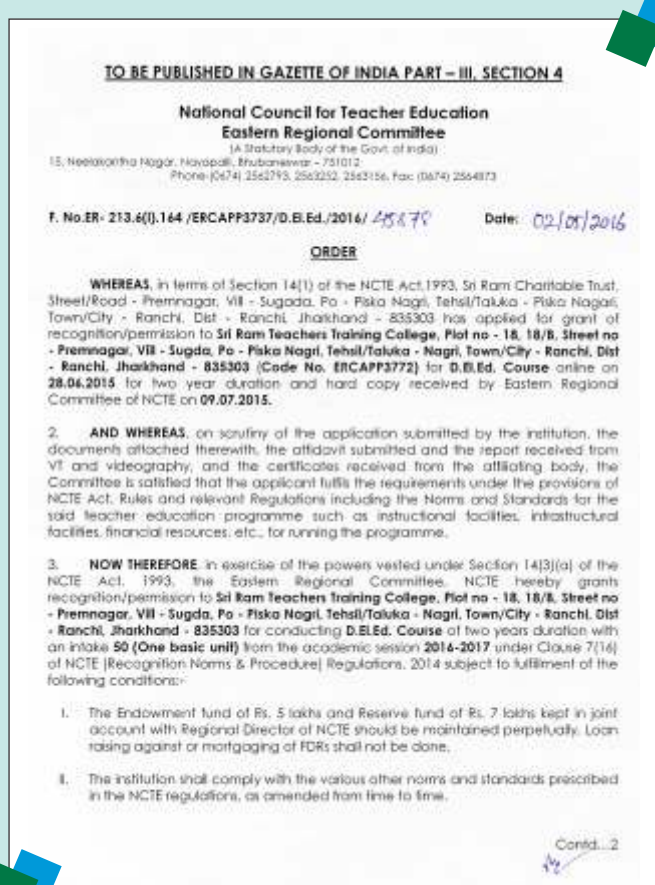 TO BE PUBLISHED IN GAZETTE OF INDIA PART – III, SECTION 4
National Council for Teacher Education
Eastern Regional Committee
(A Statutory Body of the Govt. of India)
15, Neelakantha Nagar, Nayapalli, Bhubaneswar - 751012
Phone-(0674) 2562793, 2563252, 2563156, Fax: (0674) 2564873
F. No.ER- 213.6(i).164 /ERCAPP3737/D.El.Ed./2016/ Date: 02/05/2016
ORDER
WHEREAS, in terms of Section 14(1) of the NCTE Act,1993, Sri Ram Charitable Trust,
Street/Road - Premnagar, Vill - Sugada, Po - Piska Nagri, Tehsil/Taluka - Piska Nagari,
Town/City - Ranchi, Dist - Ranchi, Jharkhand - 835303 has applied for grant of
recognition/permission to Sri Ram Teachers Training College, Plot no - 18, 18/B, Street no
- Premnagar, Vill - Sugda, Po - Piska Nagri, Tehsil/Taluka - Nagri, Town/City - Ranchi, Dist
- Ranchi, Jharkhand - 835303 (Code No. ERCAPP3772) for D.El.Ed. Course online on
28.06.2015 for two year duration and hard copy received by Eastern Regional
Committee of NCTE on 09.07.2015.
2. AND WHEREAS, on scrutiny of the application submitted by the institution, the
documents attached therewith, the affidavit submitted and the report received from
VT and videography, and the certificates received from the affiliating body, the
Committee is satisfied that the applicant fulfils the requirements under the provisions of
NCTE Act, Rules and relevant Regulations including the Norms and Standards for the
said teacher education programme such as instructional facilities, infrastructural
facilities, financial resources, etc., for running the programme.
3. NOW THEREFORE, in exercise of the powers vested under Section 14(3)(a) of the
NCTE Act, 1993, the Eastern Regional Committee, NCTE hereby grants
recognition/permission to Sri Ram Teachers Training College, Plot no - 18, 18/B, Street no
- Premnagar, Vill - Sugda, Po - Piska Nagri, Tehsil/Taluka - Nagri, Town/City - Ranchi, Dist
- Ranchi, Jharkhand - 835303 for conducting D.El.Ed. Course of two years duration with
an intake 50 (One basic unit) from the academic session 2016-2017 under Clause 7(16)
of NCTE (Recognition Norms & Procedure) Regulations, 2014 subject to fulfillment of the
following conditions:-
I. The Endowment fund of Rs. 5 lakhs and Reserve fund of Rs. 7 lakhs kept in joint
account with Regional Director of NCTE should be maintained perpetually. Loan
raising against or mortgaging of FDRs shall not be done.
II. The institution shall comply with the various other norms and standards prescribed
in the NCTE regulations, as amended from time to time.
Contd...2